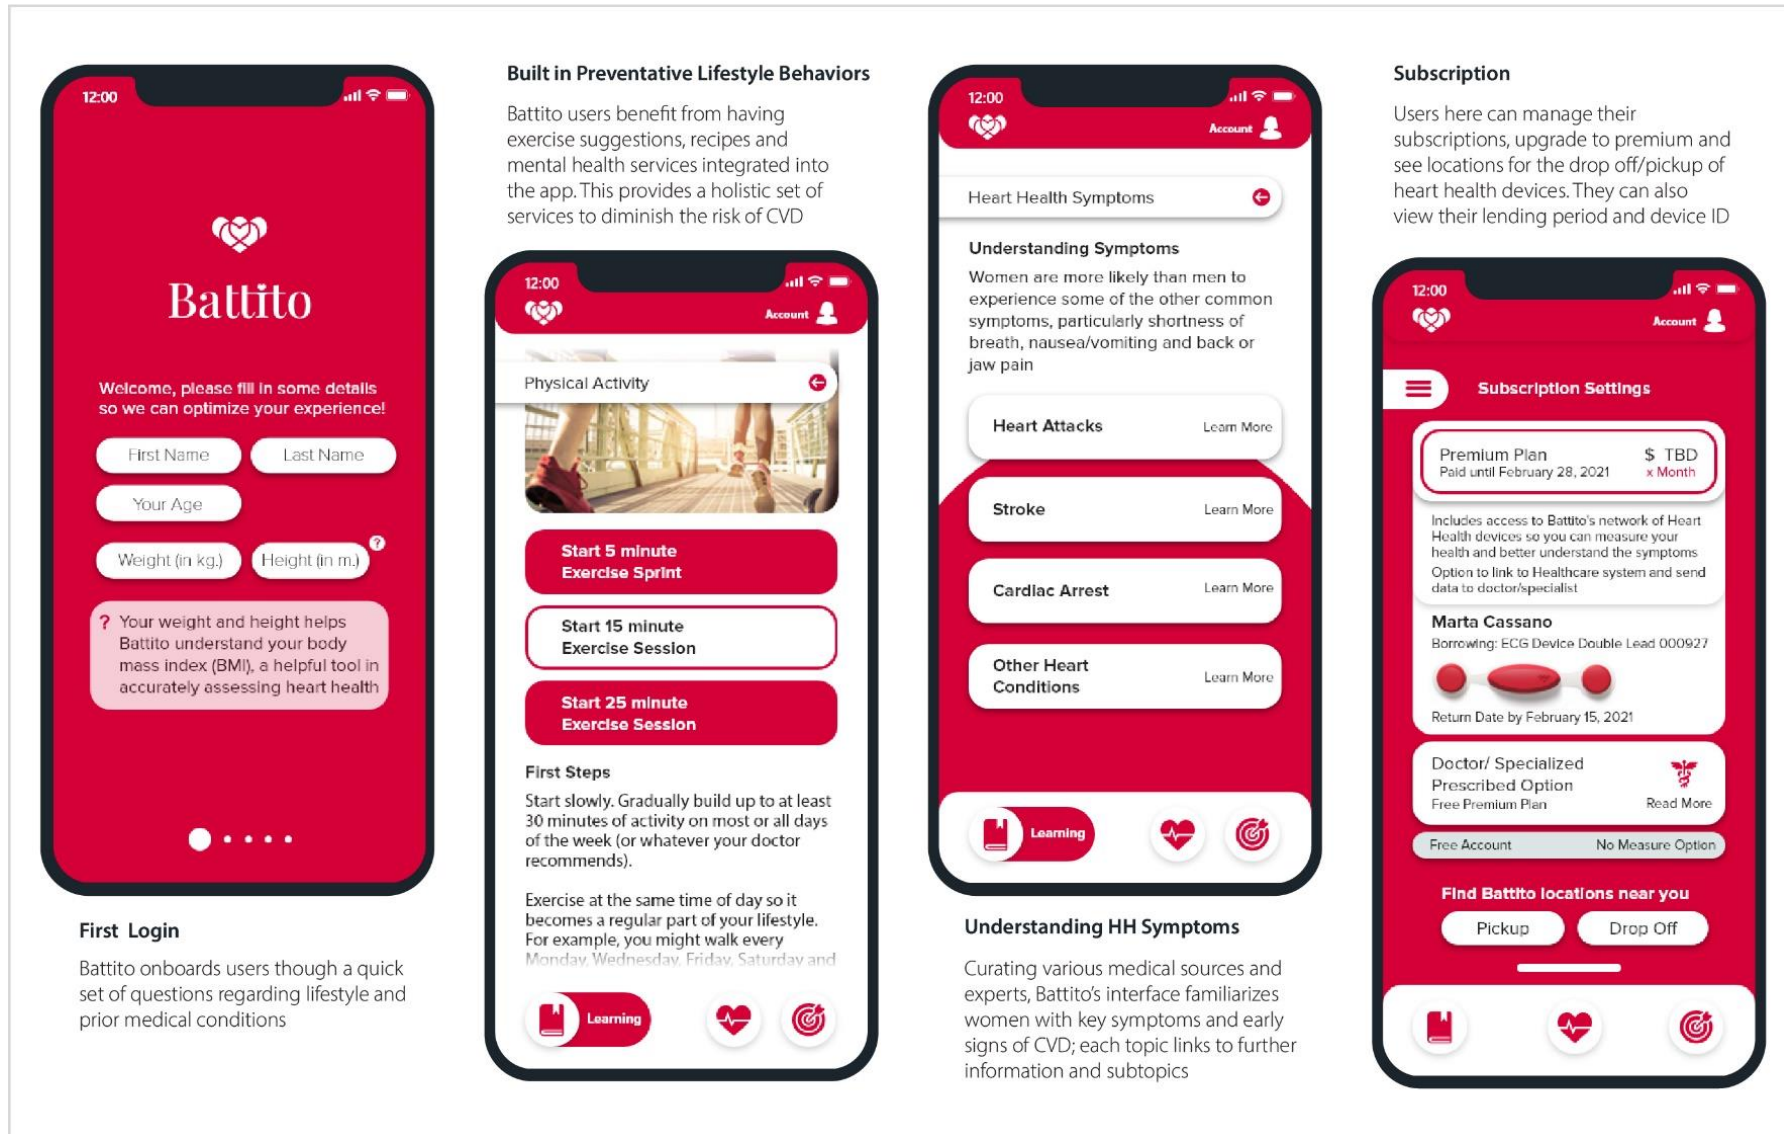 12:00
Battito
Welcome, please fill in some details
so we can optimize your experience!
First Name
Last Name
Your Age
Weight (in kg.)
Height (in m.)
?
? Your weight and height helps
Battito understand your body
mass index (BMI), a helpful tool in
accurately assessing heart health
First Login
Battito onboards users though a quick
set of questions regarding lifestyle and
prior medical conditions
Built in Preventative Lifestyle Behaviors
Battito users benefit from having
exercise suggestions, recipes and
mental health services integrated into
the app. This provides a holistic set of
services to diminish the risk of CVD
12:00
Account
Physical Activity
Start 5 minute
Exercise Sprint
Start 15 minute
Exercise Session
Start 25 minute
Exercise Session
First Steps
Start slowly. Gradually build up to at least
30 minutes of activity on most or all days
of the week (or whatever your doctor
recommends).
Exercise at the same time of day so it
becomes a regular part of your lifestyle.
For example, you might walk every
Monday, Wednesday, Friday, Saturday and
Learning
12:00
Account
Heart Health Symptoms
Understanding Symptoms
Women are more likely than men to
experience some of the other common
symptoms, particularly shortness of
breath, nausea/vomiting and back or
jaw pain
Heart Attacks
Learn More
Stroke
Learn More
Cardiac Arrest
Learn More
Other Heart
Conditions
Learn More
Learning
Understanding HH Symptoms
Curating various medical sources and
experts, Battito's interface familiarizes
women with key symptoms and early
signs of CVD; each topic links to further
information and subtopics
Subscription
Users here can manage their
subscriptions, upgrade to premium and
see locations for the drop off/pickup of
heart health devices. They can also
view their lending period and device ID
12:00
Account
Subscription Settings
Premium Plan $ TBD
Paid until February 28, 2021 x Month
Includes access to Battito's network of Heart
Health devices so you can measure your
health and better understand the symptoms
Option to link to Healthcare system and send
data to doctor/specialist
Marta Cassano
Borrowing: ECG Device Double Lead 000927
Return Date by February 15, 2021
Doctor/ Specialized
Prescribed Option
Free Premium Plan
Read More
Free Account No Measure Option
Find Battito locations near you
Pickup
Drop Off